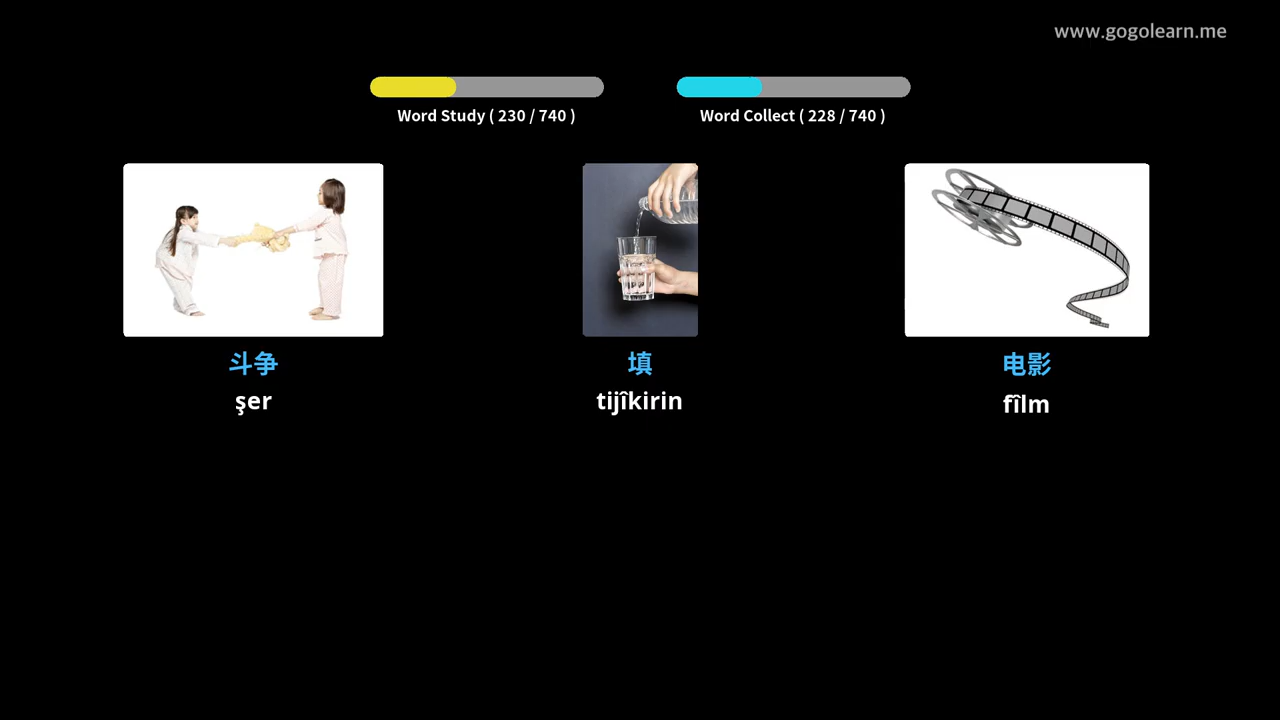 www.gogolearn.me
Word Study ( 230 / 740 )
Word Collect ( 228 / 740 )
斗争
şer
填
tijîkirin
电影
fîlm